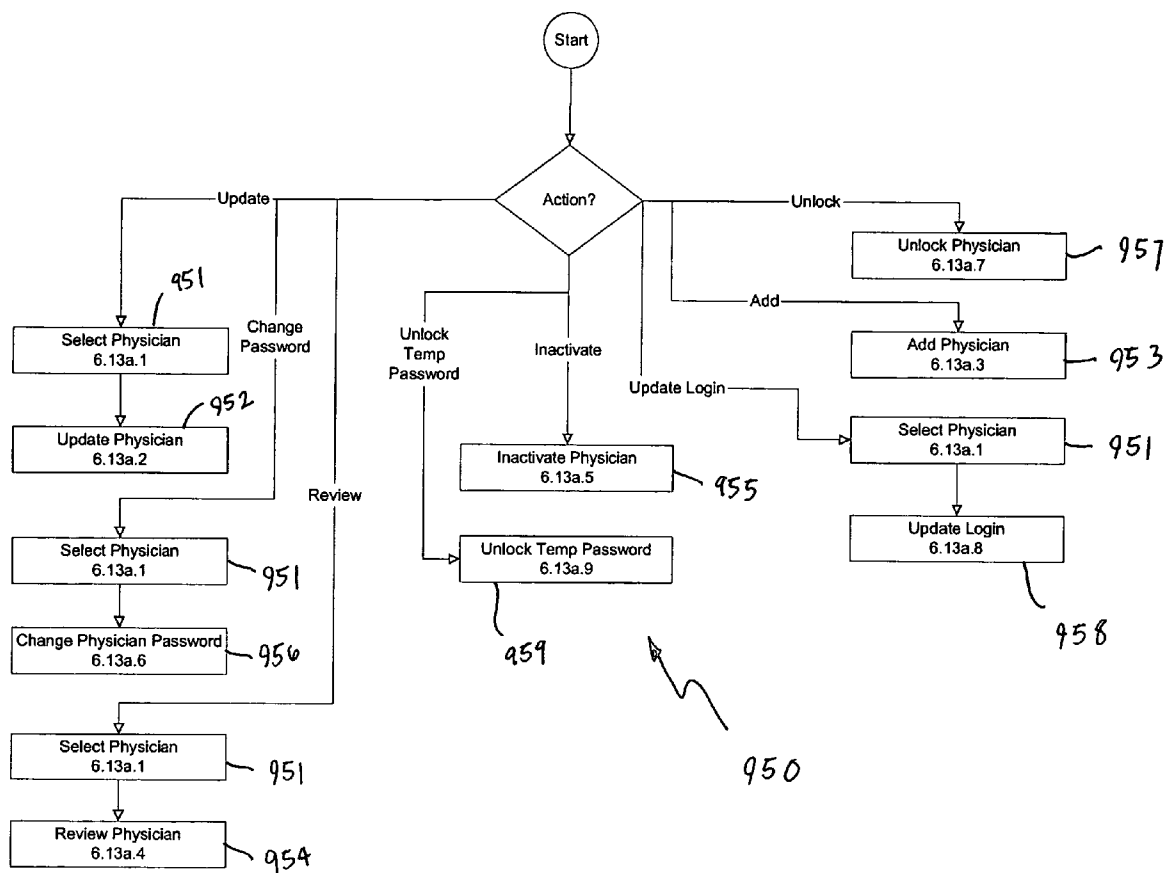 Start
Action?
Update
Unlock
Unlock Physician
6.13a.7
957
951
Select Physician
6.13a.1
Change
Password
Unlock
Temp
Password
Inactivate
Add
Add Physician
6.13a.3
953
Update Login
952
Update Physician
6.13a.2
Select Physician
6.13a.1
951
Inactivate Physician
6.13a.5
955
Review
Select Physician
6.13a.1
951
Unlock Temp Password
6.13a.9
959
Update Login
6.13a.8
958
Change Physician Password
6.13a.6
956
Select Physician
6.13a.1
951
950
Review Physician
6.13a.4
954